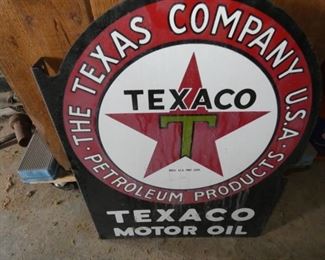 THE TEXAS COMPANY U.S.A.
TEXACO
T
PETROLEUM PRODUCTS
TEXACO
MOTOR OIL